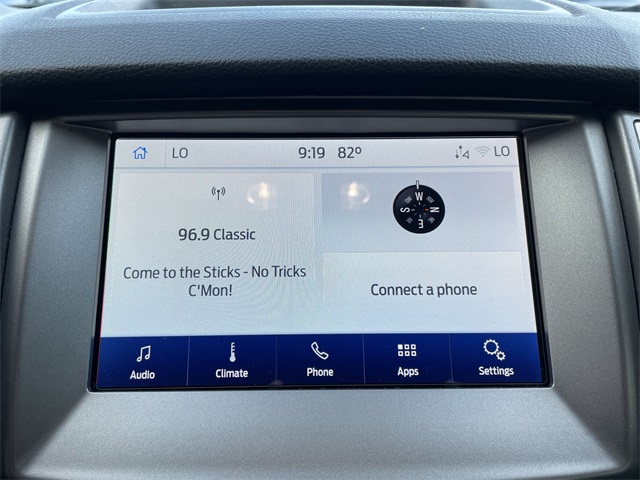 LO 9:19 82° LO
96.9 Classic
Come to the Sticks - No Tricks
C'Mon!
W
S N
E
Connect a phone
Audio Climate Phone Apps Settings